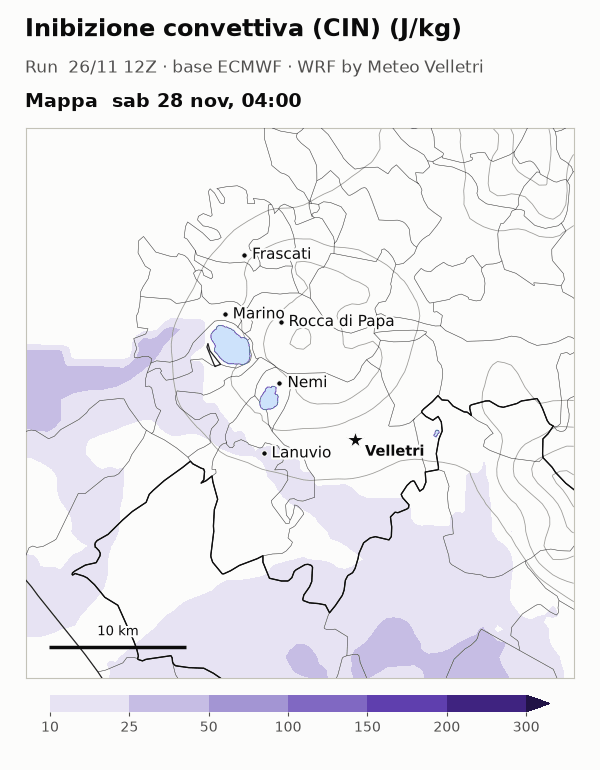 Inibizione convettiva (CIN) (J/kg)
Run 26/11 12Z · base ECMWF · WRF by Meteo Velletri
Mappa sab 28 nov, 04:00
Frascati
Marino
Rocca di Papa
Nemi
Velletri
Lanuvio
10 km
10 25 50 100 150 200 300